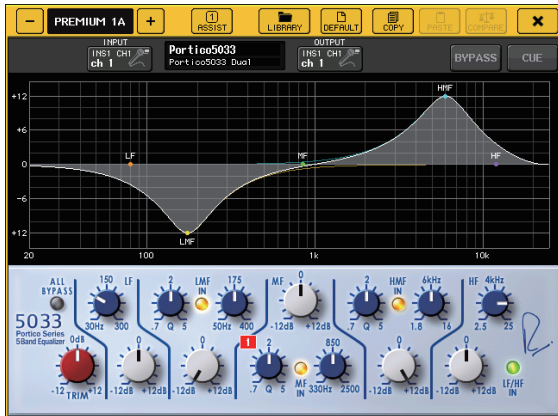 PREMIUM 1A
1
ASSIST
LIBRARY
DEFAULT
COPY
PASTE
COMPARE
INPUT
INS1 CH1
ch 1
Portico5033
Portico5033 Dual
OUTPUT
INS1 CH1
ch 1
BYPASS
CUE
+12
+6
0
+6
+12
HMF
LF
MF
HF
LMF
20
100
1k
10k
ALL BYPASS
150
LF
30Hz
300
2
.7 Q 5
LMF IN
175
50Hz
400
MF
0
-12dB
+12dB
2
.7 Q 5
HMF IN
6kHz
1.8
16
HF
4kHz
2.5
25
5033
Portico Series
5Band Equalizer
0dB
-12
+12
TRIM
0
-12dB
+12dB
0
-12dB
+12dB
1
2
.7 Q 5
MF IN
850
330Hz
2500
0
-12dB
+12dB
0
-12dB
+12dB
LF/HF IN